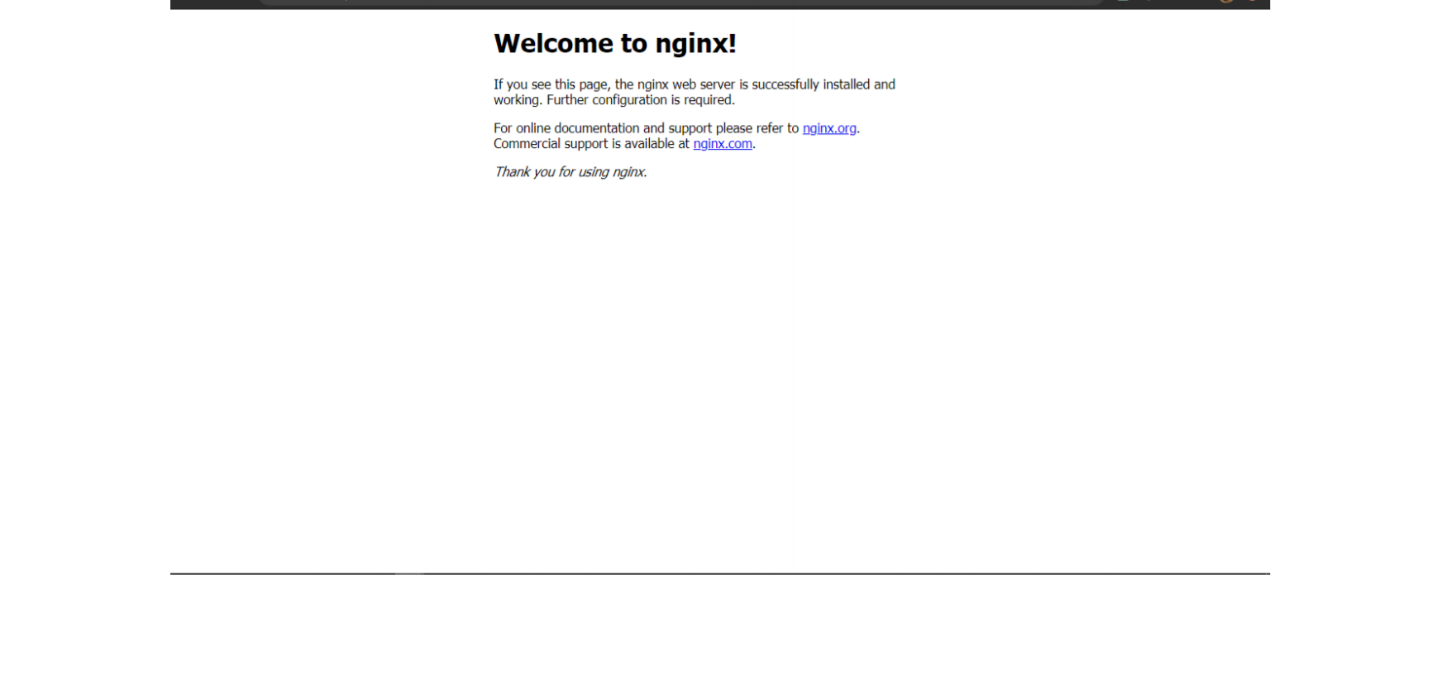 Welcome to nginx!
If you see this page, the nginx web server is successfully installed and
working. Further configuration is required.
For online documentation and support please refer to nginx.org.
Commercial support is available at nginx.com.
Thank you for using nginx.